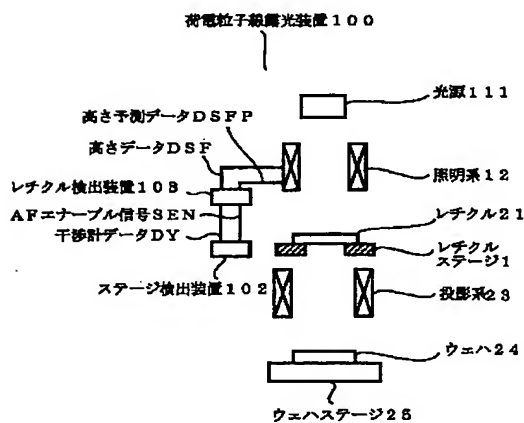 荷電粒子線露光装置100
光源111
高さ予測データDSFP
高さデータDSF
レチクル検出装置103
照明系12
AFエナーブル信号SEN
レチクル21
干渉計データDY
レチクル
ステージ1
ステージ検出装置102
投影系23
ウェハ24
ウェハステージ25